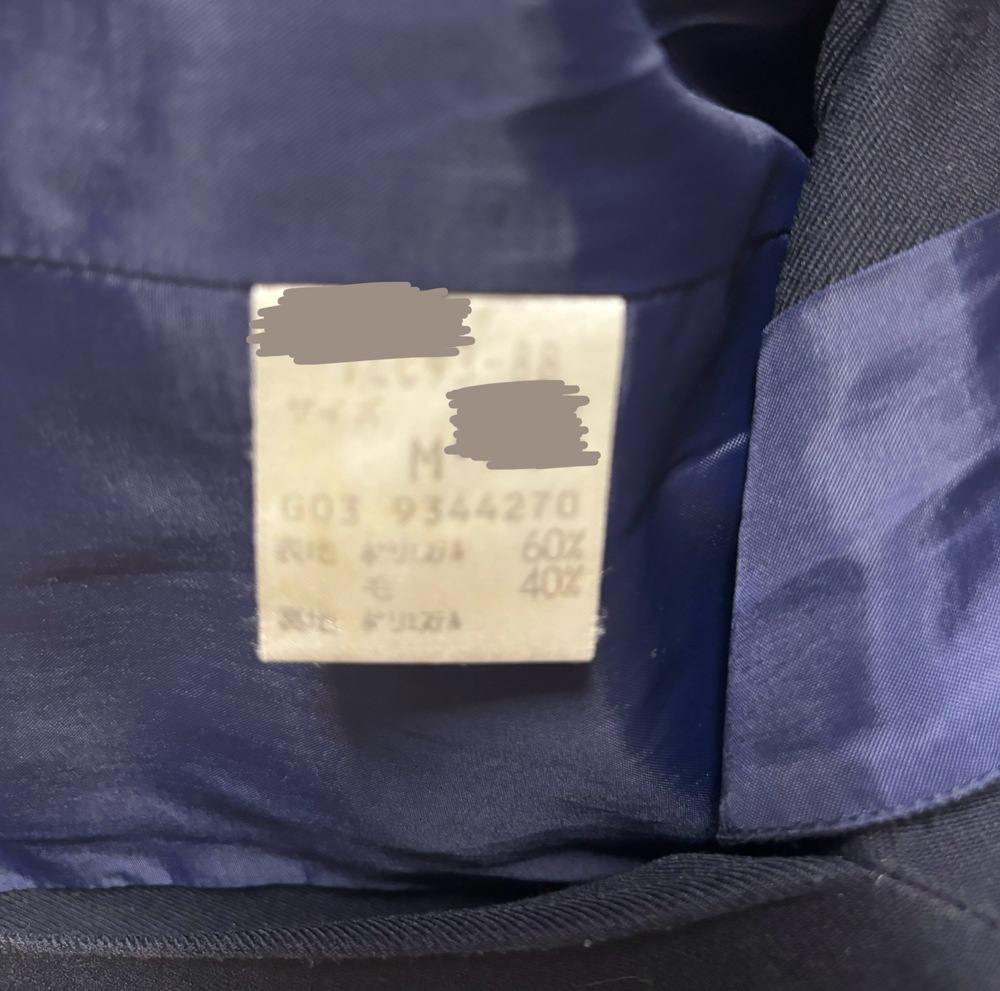 サイズ
M
G03 9344270
表地 ポリエステル 60%
毛 40%
裏地 ポリエステル